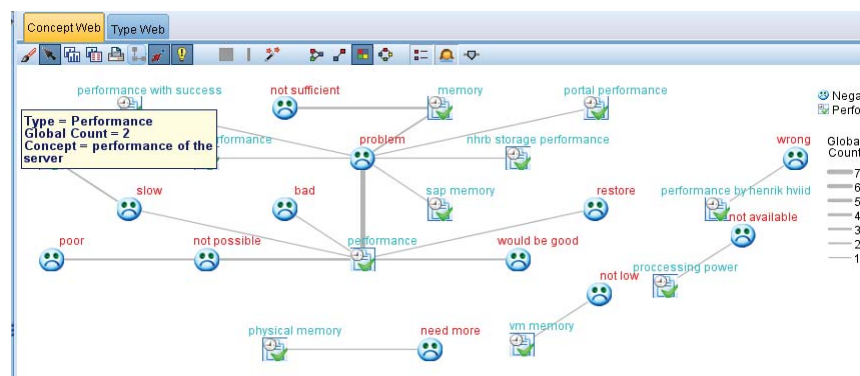 Concept Web Type Web
performance with success not sufficient memory portal performance
Nega
Perfo
Type = Performance
Global Count = 2
Concept = performance of the
server
rformance problem nhrb storage performance wrong
Globa
Count
7
6
5
4
3
2
1
slow bad sap memory restore performance by henrik hviid
not available
poor not possible performance would be good
proccessing power
not low
physical memory need more vm memory